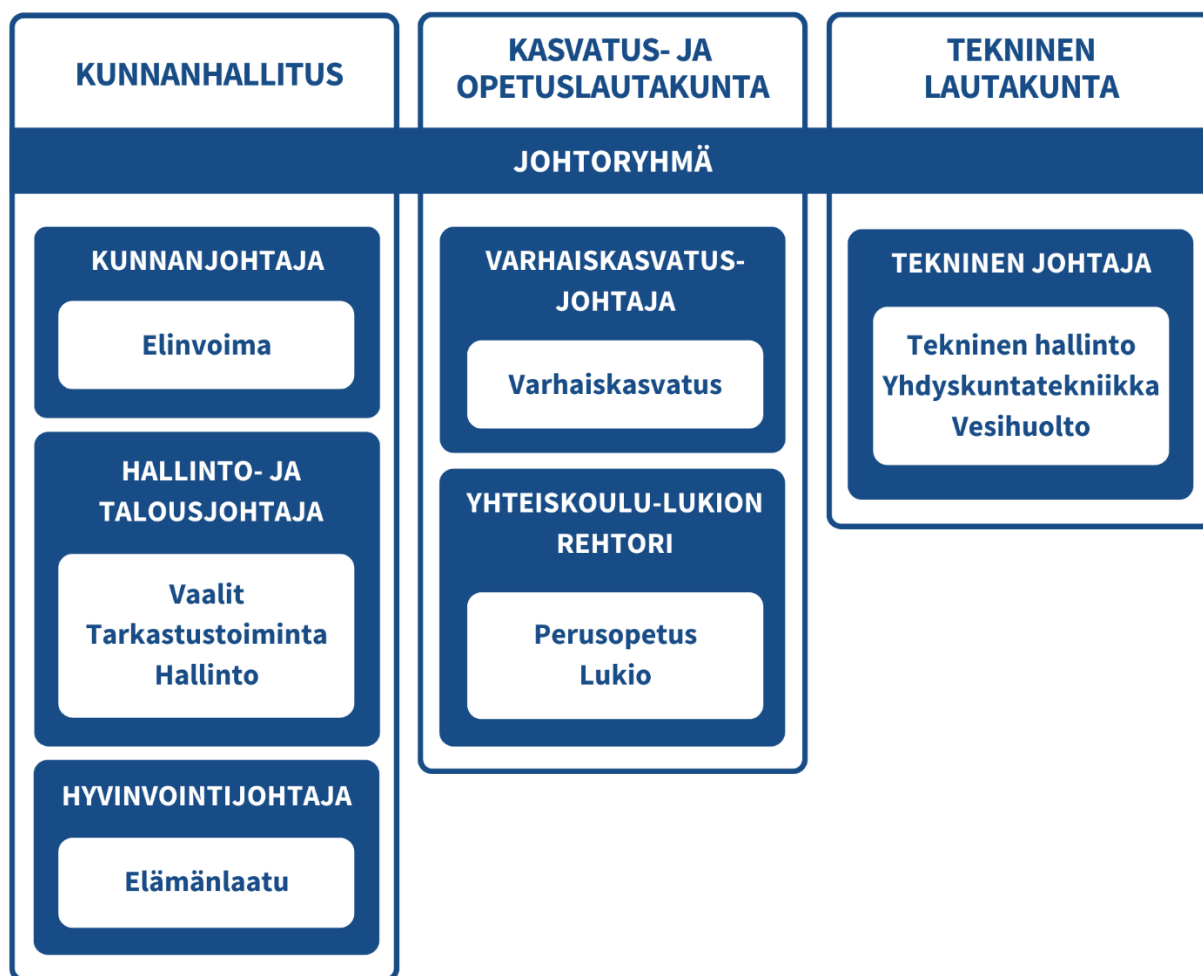 KUNNANHALLITUS
KASVATUS- JA
OPETUSLAUTAKUNTA
TEKNINEN
LAUTAKUNTA
JOHTORYHMÄ
KUNNANJOHTAJA
Elinvoima
HALLINTO- JA
TALOUSJOHTAJA
Vaalit
Tarkastustoiminta
Hallinto
HYVINVOINTIJOHTAJA
Elämänlaatu
VARHAISKASVATUS-
JOHTAJA
Varhaiskasvatus
YHTEISKOULU-LUKION
REHTORI
Perusopetus
Lukio
TEKNINEN JOHTAJA
Tekninen hallinto
Yhdyskuntatekniikka
Vesihuolto